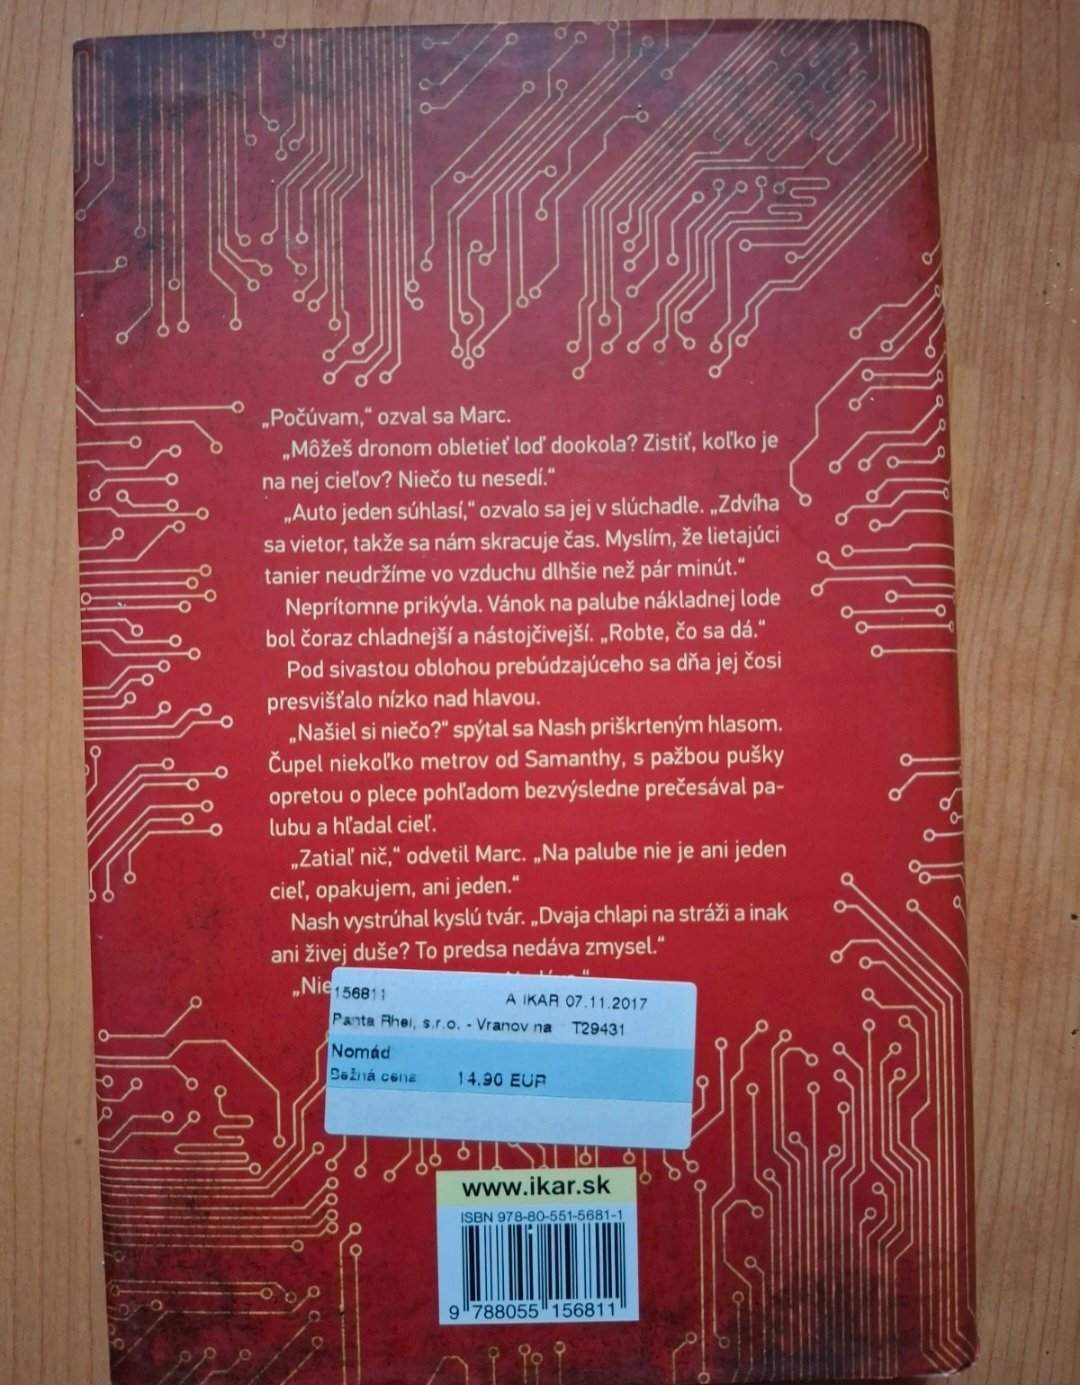 „Počúvam,“ ozval sa Marc.
„Môžeš dronom obletieť loď dookola? Zistiť, koľko je
na nej cieľov? Niečo tu nesedí.“
„Auto jeden súhlasí,“ ozvalo sa jej v slúchadle. „Zdvíha
sa vietor, takže sa nám skracuje čas. Myslím, že lietajúci
tanier neudržíme vo vzduchu dlhšie než pár minút.“
Neprítomne prikývla. Vánok na palube nákladnej lode
bol čoraz chladnejší a nástojčivejší. „Robte, čo sa dá.“
Pod sivastou oblohou prebúdzajúceho sa dňa jej čosi
presvišťalo nízko nad hlavou.
„Našiel si niečo?“ spýtal sa Nash priškrteným hlasom.
Čupel niekoľko metrov od Samanthy, s pažbou pušky
opretou o plece pohľadom bezvýsledne prečesával pa-
lubu a hľadal cieľ.
„Zatiaľ nič,“ odvetil Marc. „Na palube nie je ani jeden
cieľ, opakujem, ani jeden.“
Nash vystrúhal kyslú tvár. „Dvaja chlapi na stráži a inak
ani živej duše? To predsa nedáva zmysel.“
„Nie
156811 A IKAR 07.11.2017
Panta Rhei, s.r.o. - Vranov na T29431
Nomád
Bežná cena 14.90 EUR
www.ikar.sk
ISBN 978-80-551-5681-1
9 788055 156811